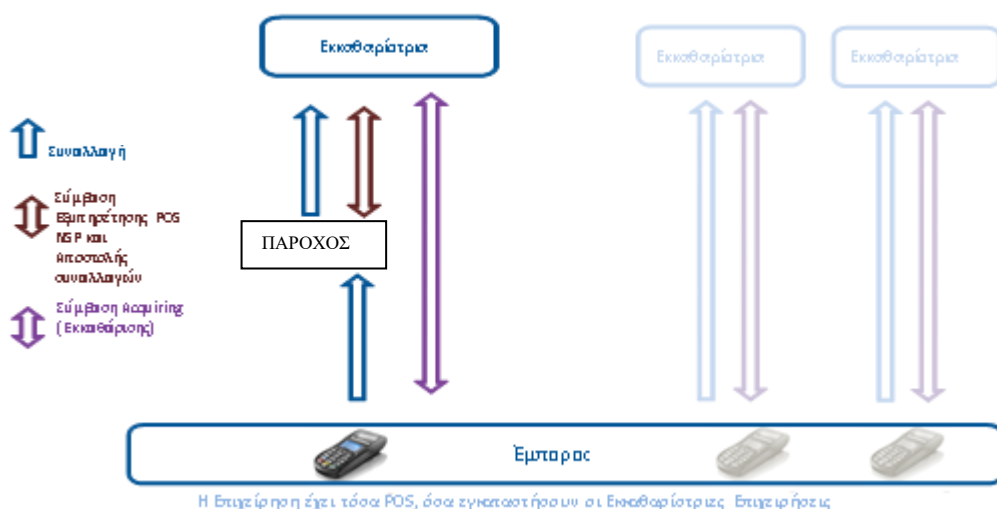 Εκκαθαρίστρια
Εκκαθαρίστρια
Εκκαθαρίστρια
Συναλλαγή
Σύμβαση
Εξυπηρέτησης POS
NSP και
Αποστολής
συναλλαγών
Σύμβαση Acquiring
(Εκκαθάρισης)
ΠΑΡΟΧΟΣ
Έμπορας
Η Επιχείρηση έχει τόσα POS, όσα εγκαταστήσουν οι Εκκαθαρίστριες Επιχειρήσεις